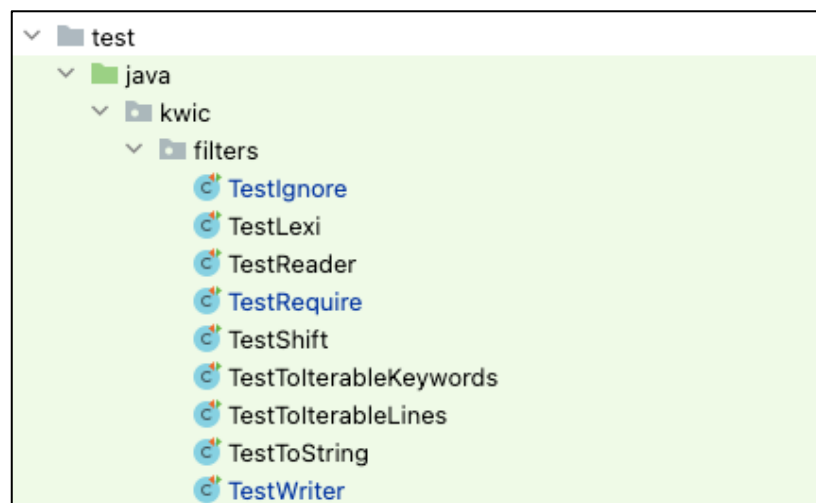 test
java
kwic
filters
TestIgnore
TestLexi
TestReader
TestRequire
TestShift
TestToIterableKeywords
TestToIterableLines
TestToString
TestWriter